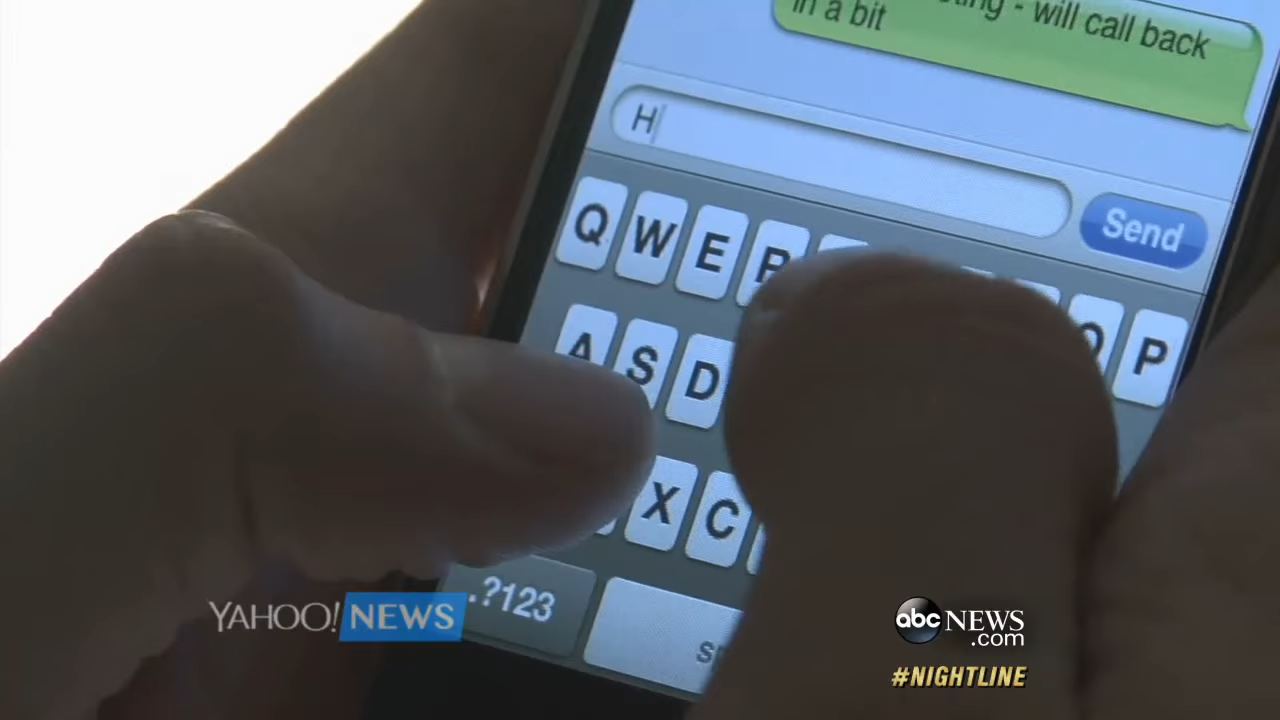 - will call back
in a bit
H
Send
Q W E R O P
A S D
X C
.?123
YAHOO! NEWS
abc NEWS
.com
#NIGHTLINE